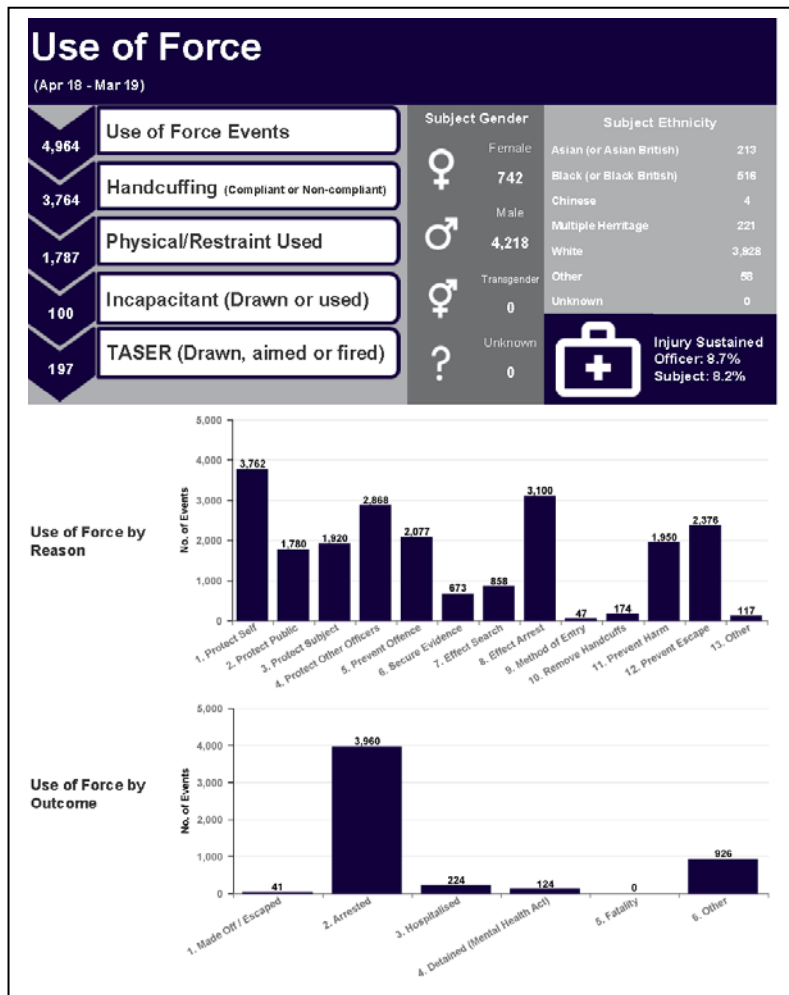 Use of Force
(Apr 18 - Mar 19)
4,964
Use of Force Events
3,764
Handcuffing (Compliant or Non-compliant)
1,787
Physical/Restraint Used
100
Incapacitant (Drawn or used)
197
TASER (Drawn, aimed or fired)
Subject Gender
Female
742
Male
4,218
Transgender
0
Unknown
0
Subject Ethnicity
Asian (or Asian British) 213
Black (or Black British) 516
Chinese 4
Multiple Herritage 221
White 3,928
Other 58
Unknown 0
Injury Sustained
Officer: 8.7%
Subject: 8.2%
Use of Force by
Reason
No. of Events
5,000
4,000
3,000
2,000
1,000
0
3,762
1,780
1,920
2,868
2,077
673
858
3,100
47
174
1,950
2,376
117
1. Protect Self
2. Protect Public
3. Protect Subject
4. Protect Other Officers
5. Prevent Offence
6. Secure Evidence
7. Effect Search
8. Effect Arrest
9. Method of Entry
10. Remove Handcuffs
11. Prevent Harm
12. Prevent Escape
13. Other
Use of Force by
Outcome
No. of Events
5,000
4,000
3,000
2,000
1,000
0
41
3,960
224
124
0
926
1. Made Off / Escaped
2. Arrested
3. Hospitalised
4. Detained (Mental Health Act)
5. Fatality
6. Other